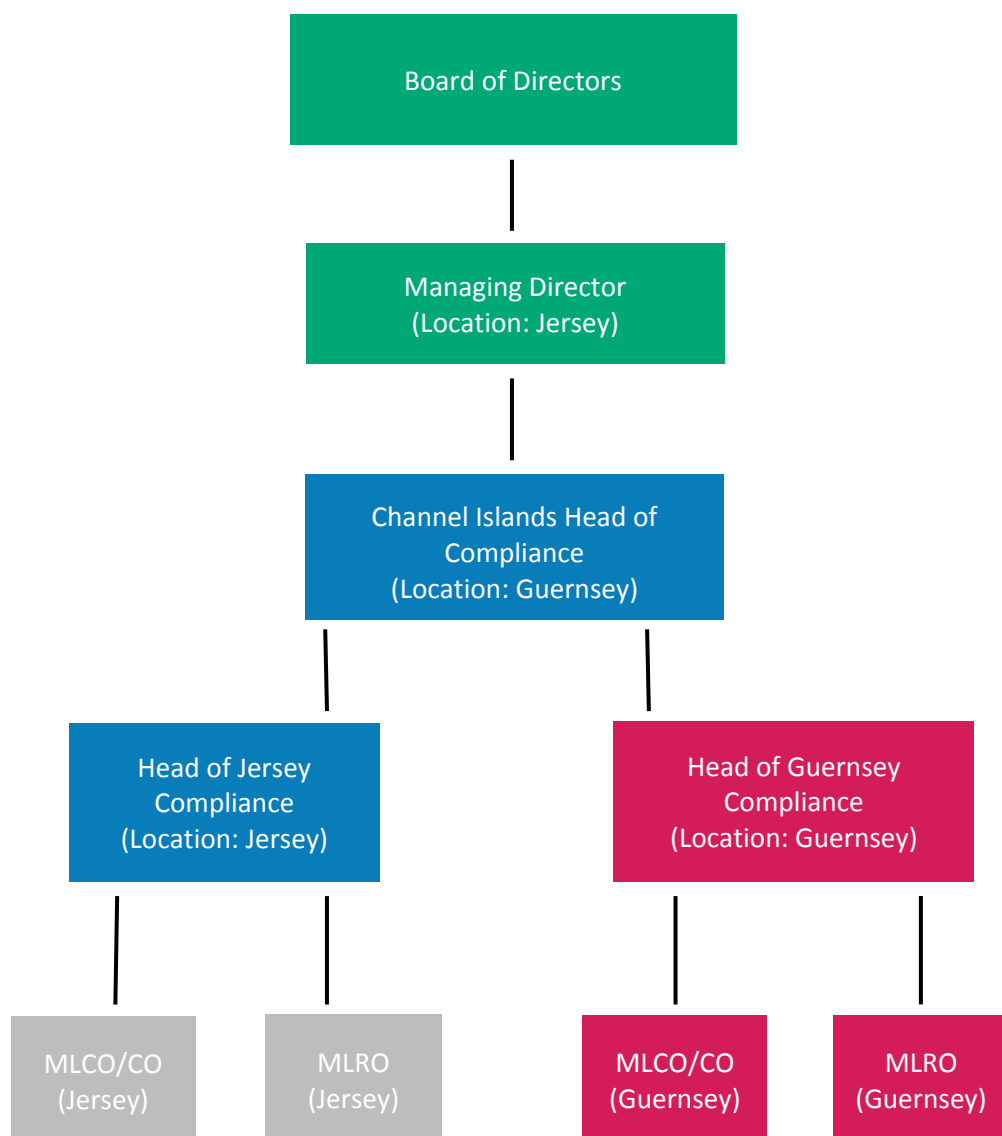 Board of Directors
Managing Director
(Location: Jersey)
Channel Islands Head of
Compliance
(Location: Guernsey)
Head of Jersey
Compliance
(Location: Jersey)
Head of Guernsey
Compliance
(Location: Guernsey)
MLCO/CO
(Jersey)
MLRO
(Jersey)
MLCO/CO
(Guernsey)
MLRO
(Guernsey)